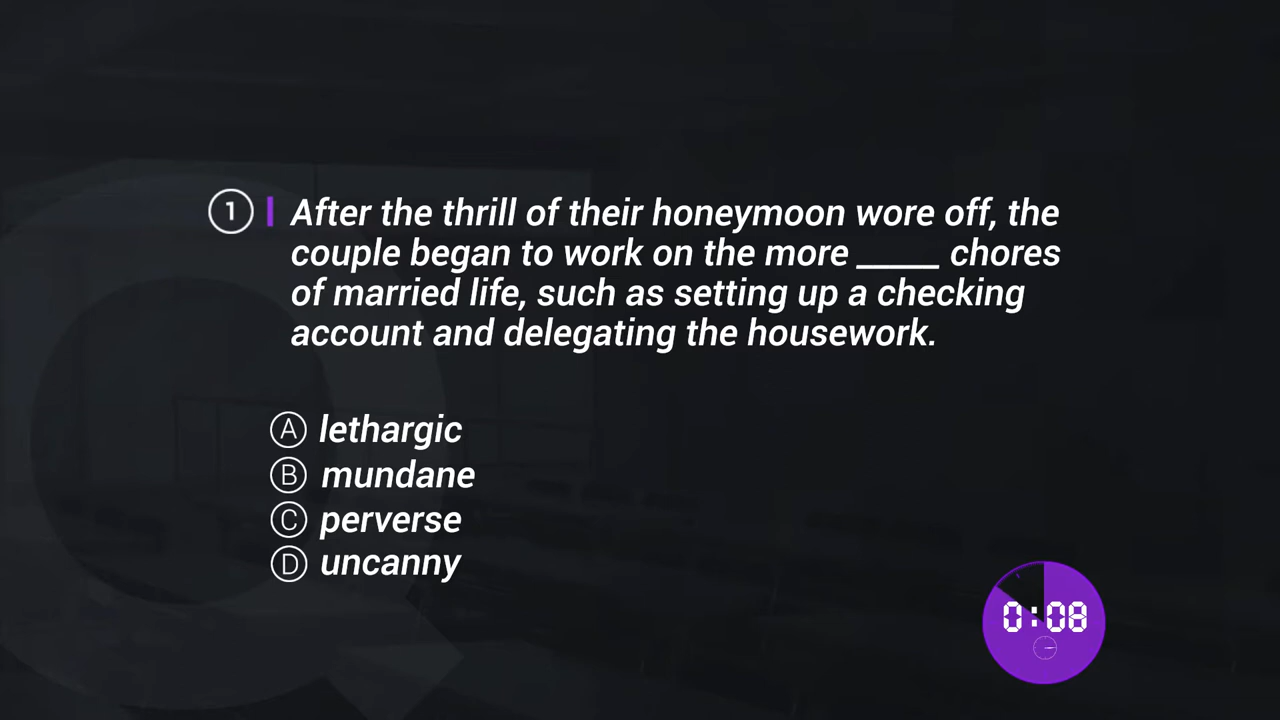 1 After the thrill of their honeymoon wore off, the
couple began to work on the more _____ chores
of married life, such as setting up a checking
account and delegating the housework.
A lethargic
B mundane
C perverse
D uncanny
0:08